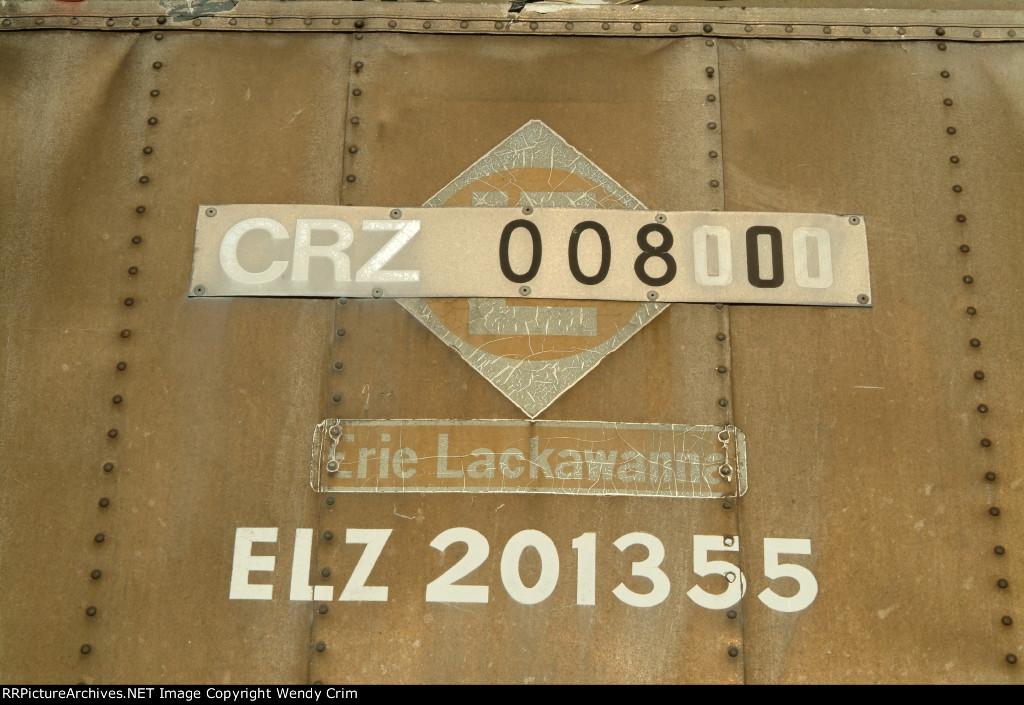 CRZ 008000
Erie Lackawanna
ELZ 201355
RRPictureArchives.NET Image Copyright Wendy Crim